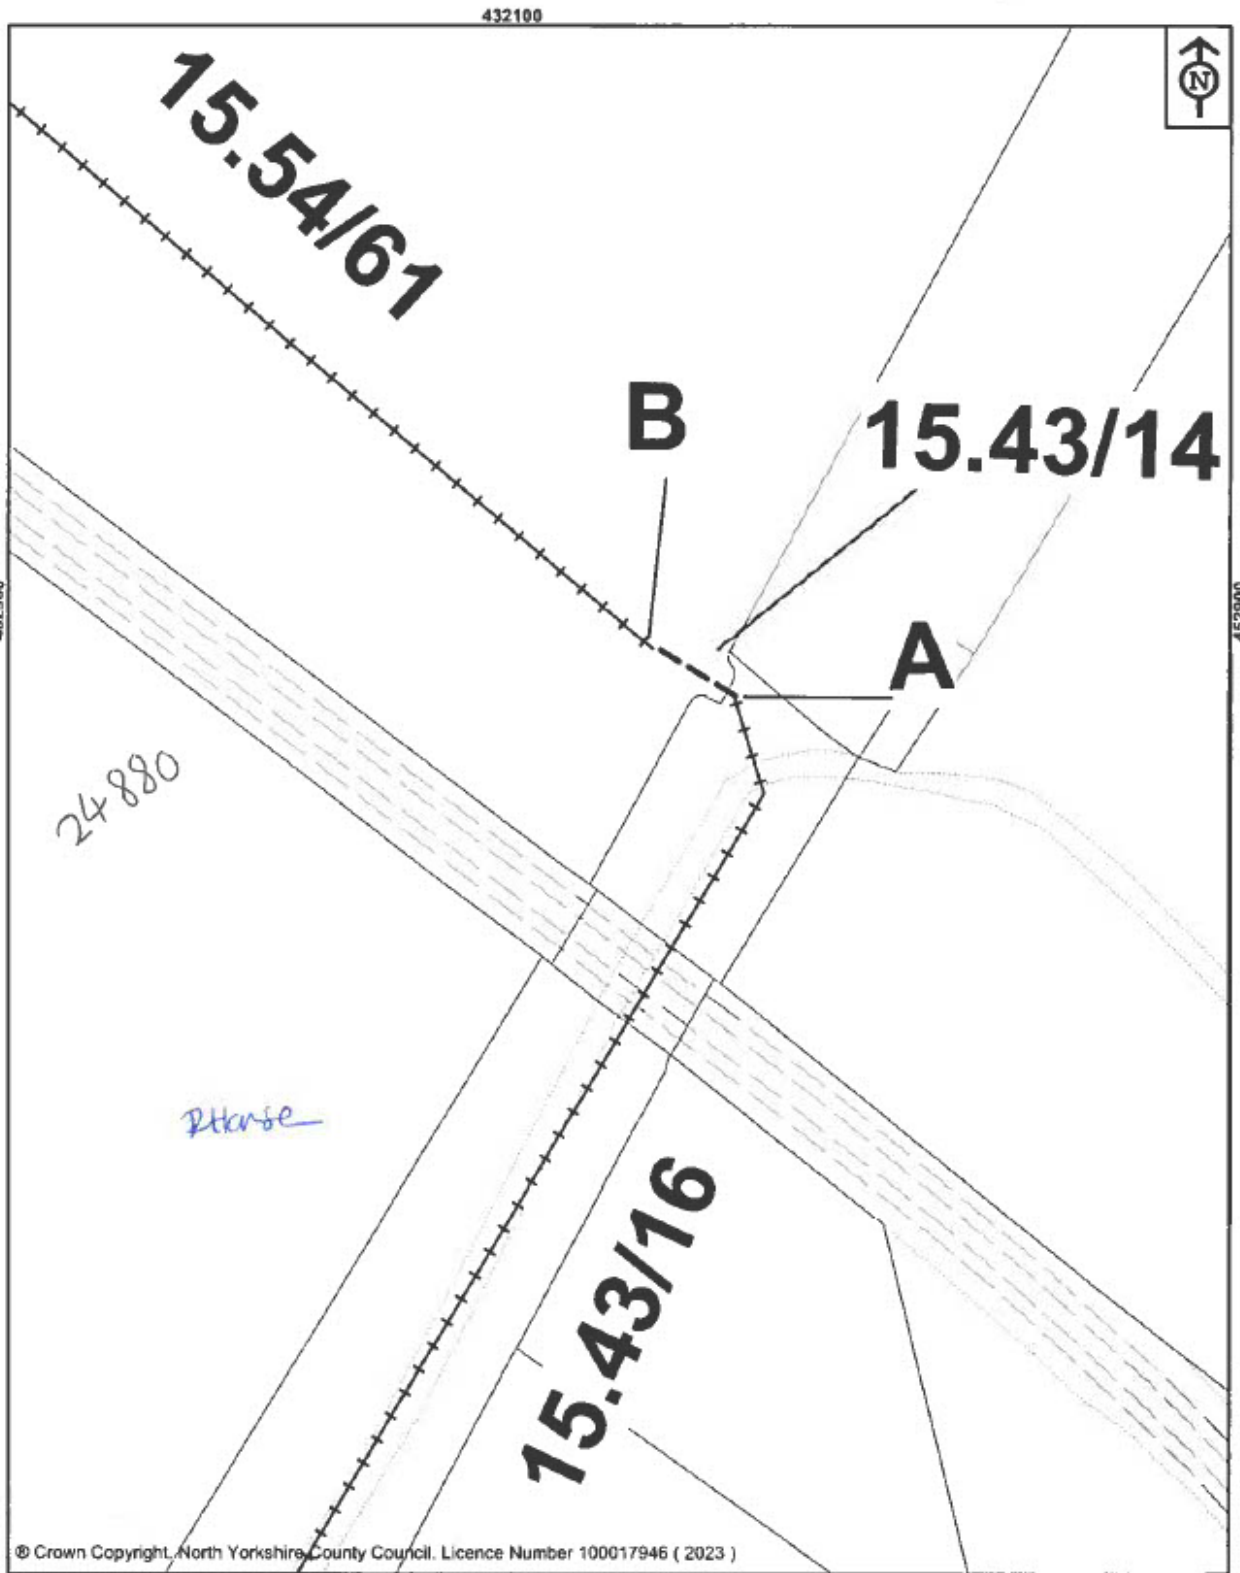 432100
N
15.54/61
B
15.43/14
A
24880
15.43/16
® Crown Copyright. North Yorkshire County Council. Licence Number 100017946 ( 2023 )